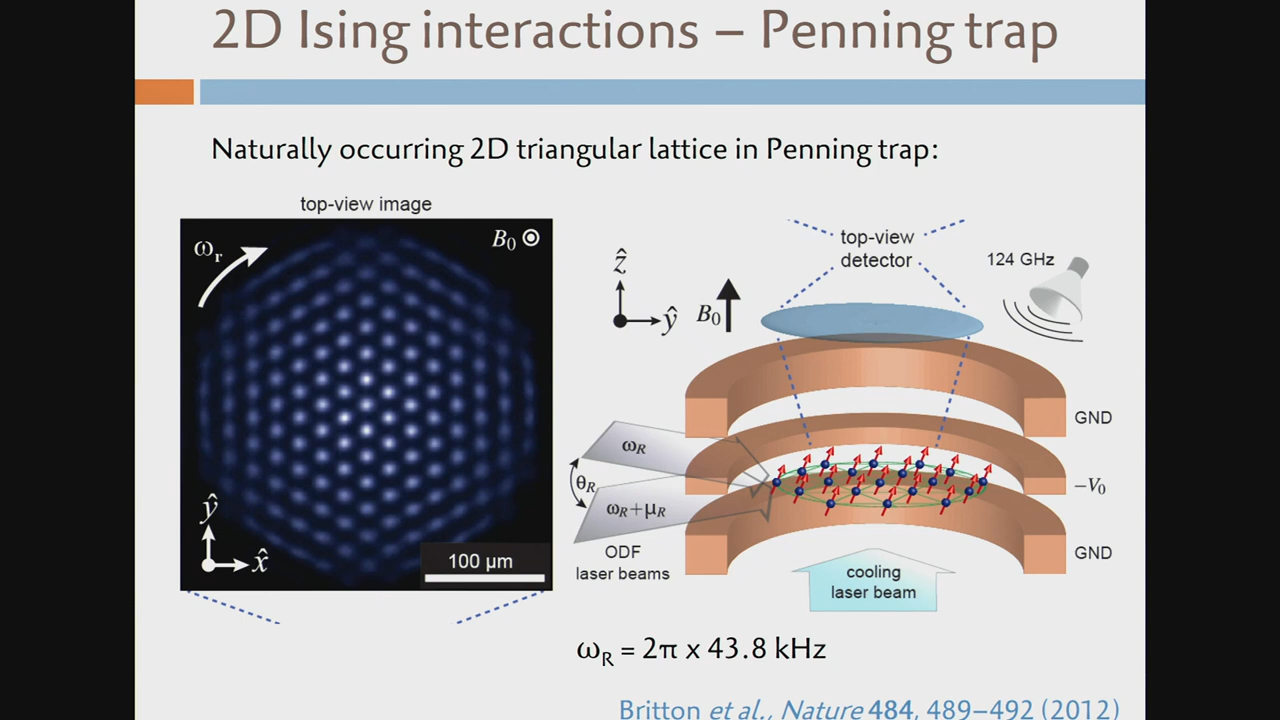 2D Ising interactions – Penning trap
Naturally occurring 2D triangular lattice in Penning trap:
top-view image
ωr
B0
ŷ
x̂
100 μm
ẑ
ŷ
B0
top-view
detector
124 GHz
GND
−V0
GND
ωR
θR
ωR+μR
ODF
laser beams
cooling
laser beam
ωR = 2π x 43.8 kHz
Britton et al., Nature 484, 489–492 (2012)